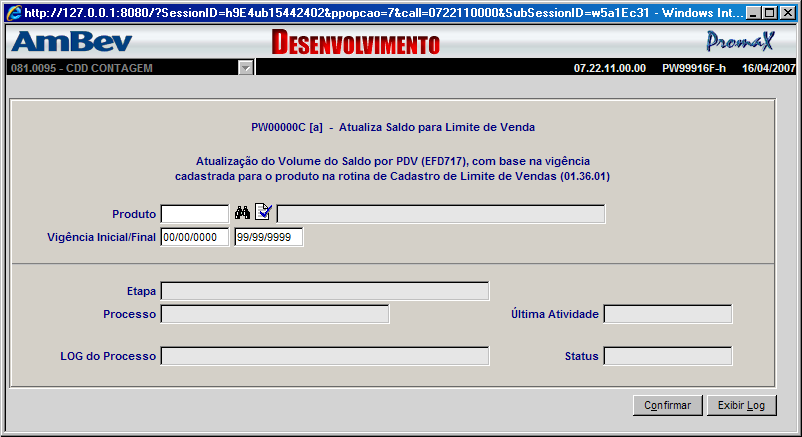 http://127.0.0.1:8080/?SessionID=h9E4ub15442402&ppopcao=7&call=0722110000&SubSessionID=w5a1Ec31 - Windows Int...
AmBev DESENVOLVIMENTO PromaX
081.0095 - CDD CONTAGEM 07.22.11.00.00 PW99916F-h 16/04/2007
PW00000C [a] - Atualiza Saldo para Limite de Venda
Atualização do Volume do Saldo por PDV (EFD717), com base na vigência
cadastrada para o produto na rotina de Cadastro de Limite de Vendas (01.36.01)
Produto
Vigência Inicial/Final 00/00/0000 99/99/9999
Etapa
Processo Última Atividade
LOG do Processo Status
Confirmar Exibir Log